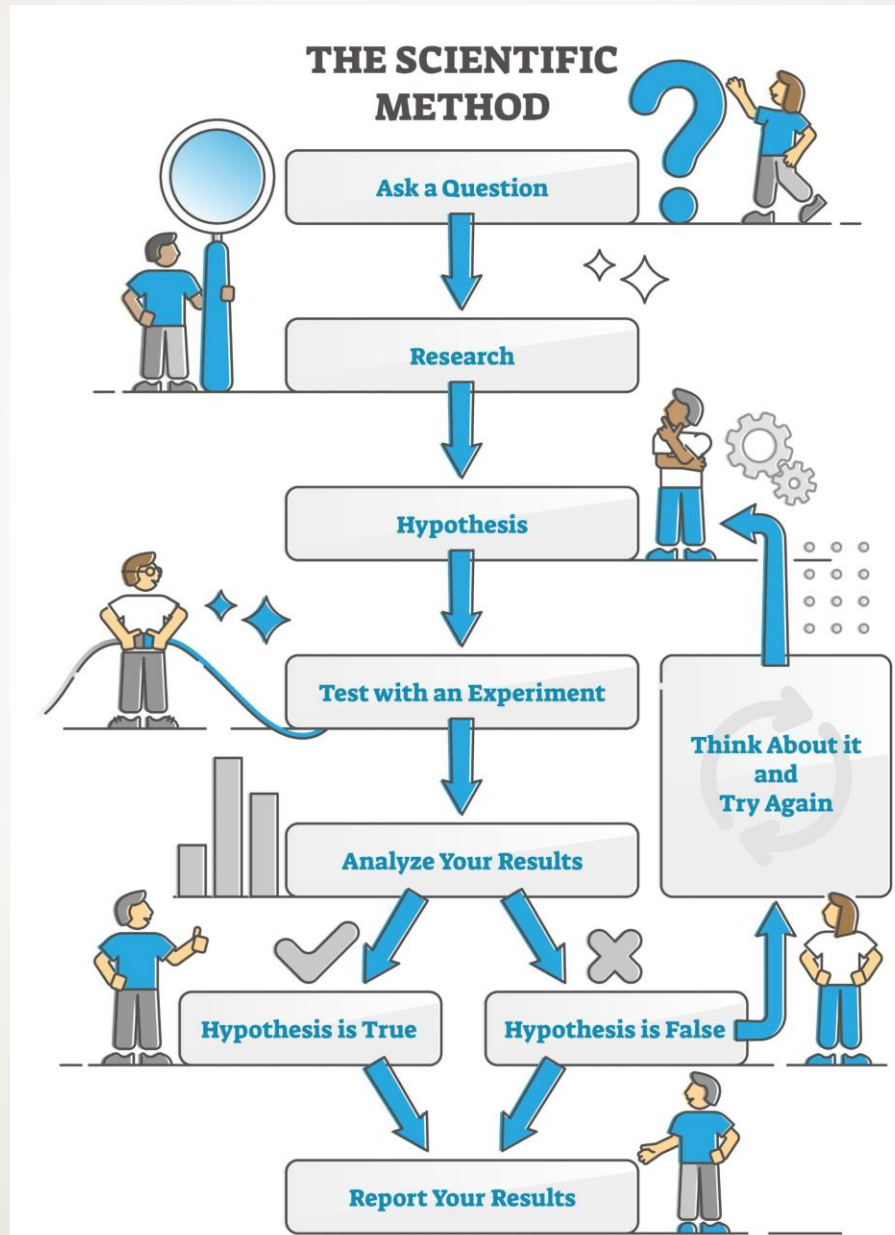 THE SCIENTIFIC
METHOD
Ask a Question
Research
Hypothesis
Test with an Experiment
Think About it
and
Try Again
Analyze Your Results
Hypothesis is True
Hypothesis is False
Report Your Results